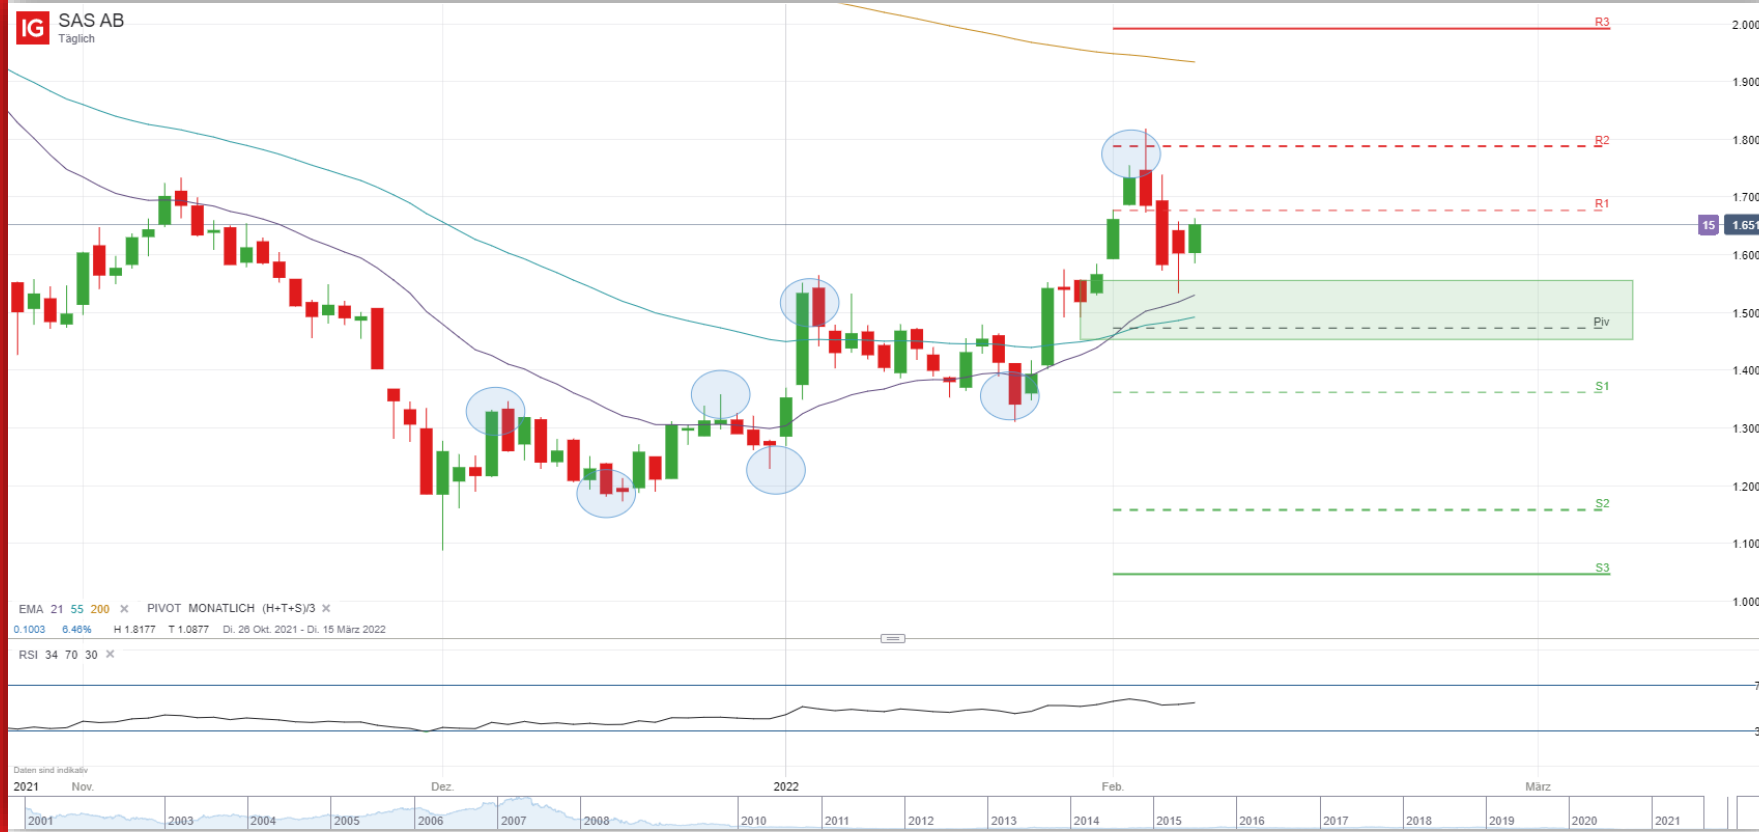 IG SAS AB
Täglich
R3
2.000
1.900
R2
1.800
R1
1.700
15 1.651
1.600
1.500
Piv
1.400
S1
1.300
1.200
S2
1.100
S3
1.000
EMA 21 55 200 × PIVOT MONATLICH (H+T+S)/3 ×
0.1003 6.46% H 1.8177 T 1.0877 Di. 26 Okt. 2021 - Di. 15 März 2022
RSI 34 70 30 ×
7
3
Daten sind indikativ
2021 Nov. Dez. 2022 Feb. März
2001 2003 2004 2005 2006 2007 2008 2010 2011 2012 2013 2014 2015 2016 2017 2018 2019 2020 2021